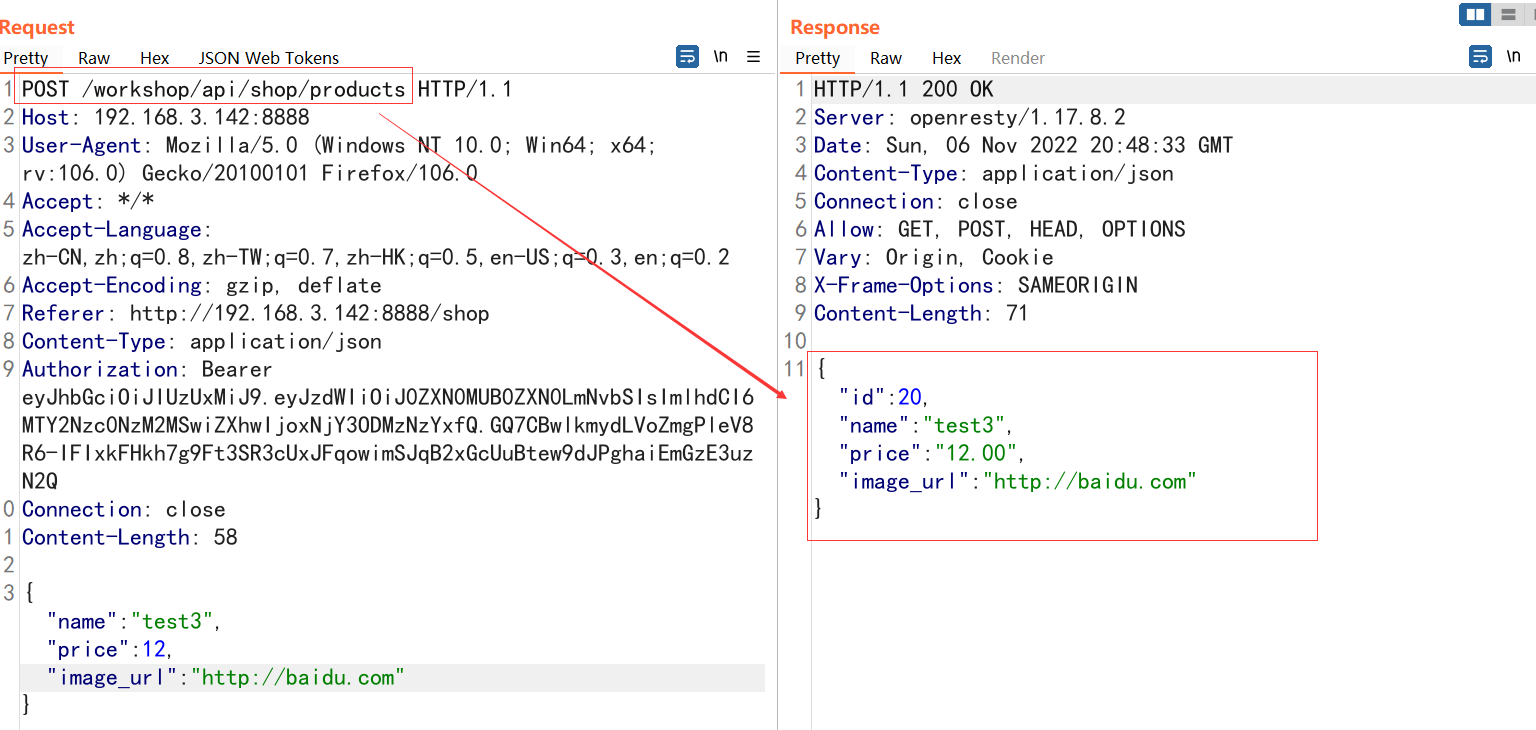 Request
Pretty Raw Hex JSON Web Tokens \n
1 POST /workshop/api/shop/products HTTP/1.1
2 Host: 192.168.3.142:8888
3 User-Agent: Mozilla/5.0 (Windows NT 10.0; Win64; x64;
rv:106.0) Gecko/20100101 Firefox/106.0
4 Accept: */*
5 Accept-Language:
zh-CN,zh;q=0.8,zh-TW;q=0.7,zh-HK;q=0.5,en-US;q=0.3,en;q=0.2
6 Accept-Encoding: gzip, deflate
7 Referer: http://192.168.3.142:8888/shop
8 Content-Type: application/json
9 Authorization: Bearer
eyJhbGciOiJIUzUxMiJ9.eyJzdWIiOiJ0ZXN0MUB0ZXN0LmNvbSIsImlhdCI6
MTY2Nzc0NzM2MSwiZXhwIjoxNjY3ODMzNzYxfQ.GQ7CBwlkmydLVoZmgPleV8
R6-IFIxkFHkh7g9Ft3SR3cUxJFqowimSJqB2xGcUuBtew9dJPghaiEmGzE3uz
N2Q
0 Connection: close
1 Content-Length: 58
2
3 {
"name":"test3",
"price":12,
"image_url":"http://baidu.com"
}
Response
Pretty Raw Hex Render \n
1 HTTP/1.1 200 OK
2 Server: openresty/1.17.8.2
3 Date: Sun, 06 Nov 2022 20:48:33 GMT
4 Content-Type: application/json
5 Connection: close
6 Allow: GET, POST, HEAD, OPTIONS
7 Vary: Origin, Cookie
8 X-Frame-Options: SAMEORIGIN
9 Content-Length: 71
10
11 {
"id":20,
"name":"test3",
"price":"12.00",
"image_url":"http://baidu.com"
}